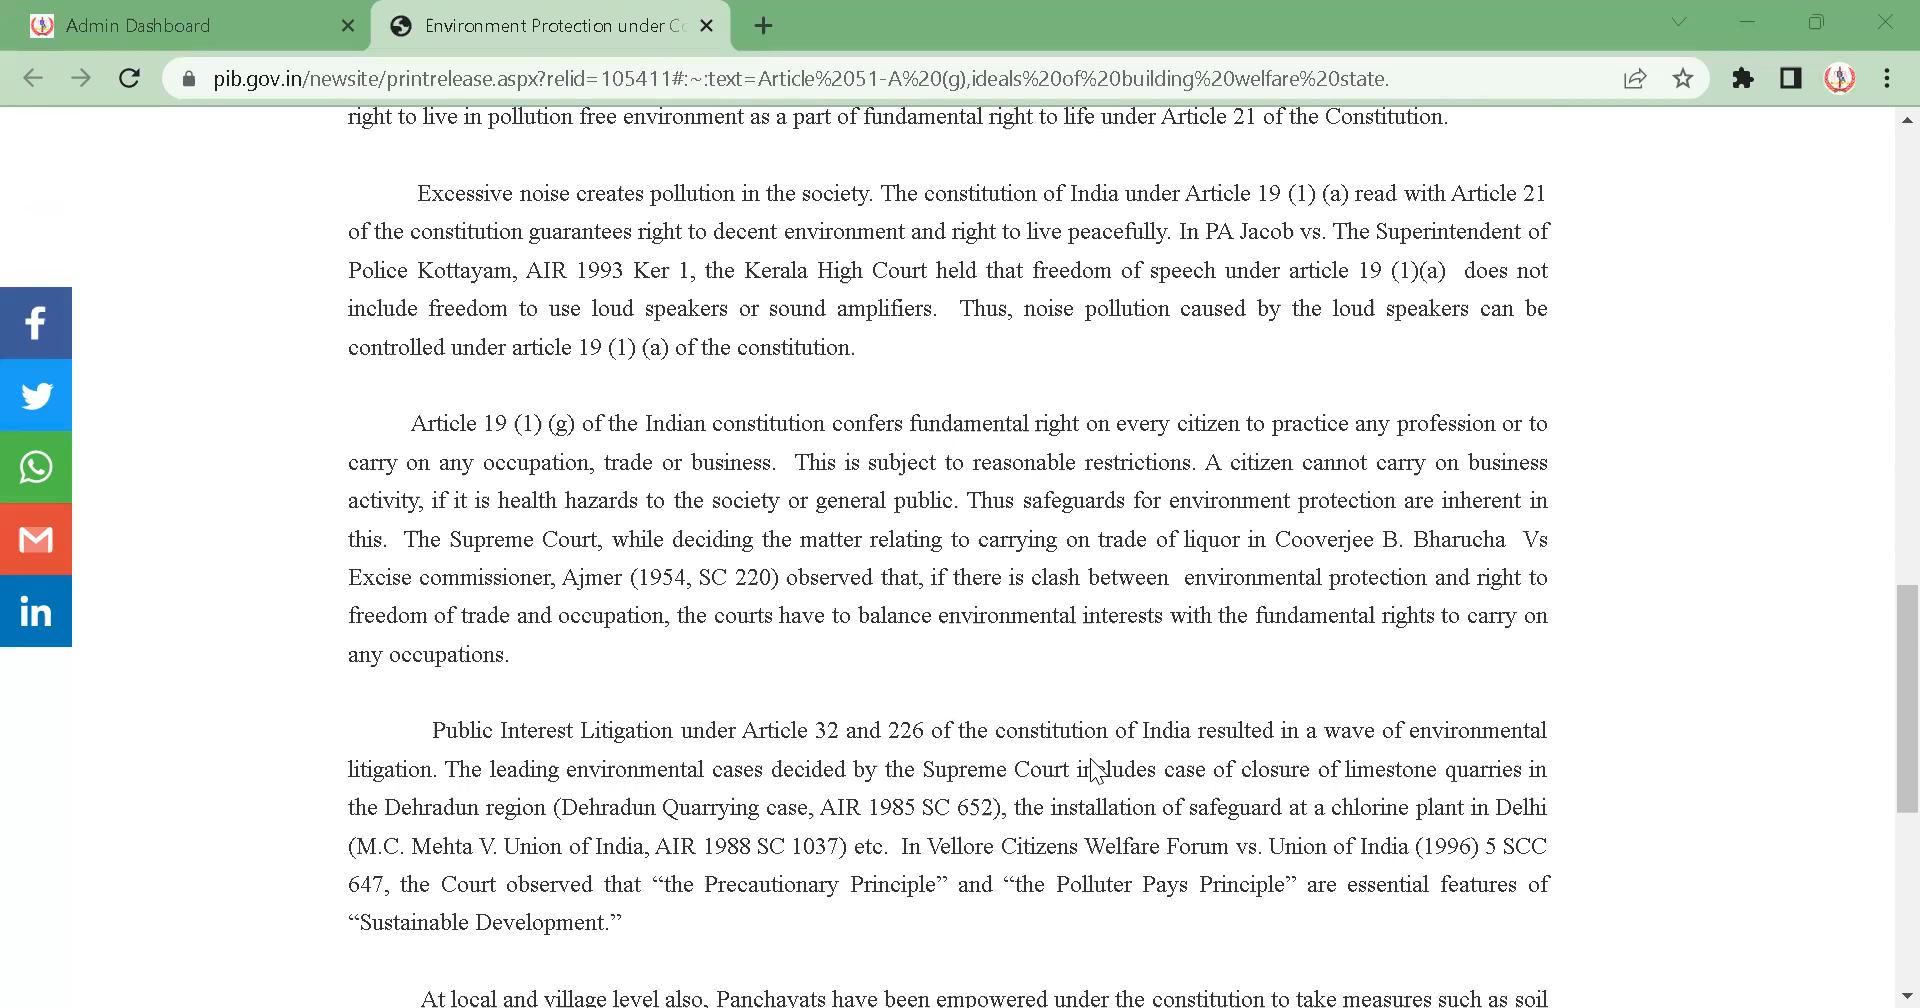 Admin Dashboard
Environment Protection under Co
pib.gov.in/newsite/printrelease.aspx?relid=105411#:~:text=Article%2051-A%20(g),ideals%20of%20building%20welfare%20state.
right to live in pollution free environment as a part of fundamental right to life under Article 21 of the Constitution.
Excessive noise creates pollution in the society. The constitution of India under Article 19 (1) (a) read with Article 21
of the constitution guarantees right to decent environment and right to live peacefully. In PA Jacob vs. The Superintendent of
Police Kottayam, AIR 1993 Ker 1, the Kerala High Court held that freedom of speech under article 19 (1)(a) does not
include freedom to use loud speakers or sound amplifiers. Thus, noise pollution caused by the loud speakers can be
controlled under article 19 (1) (a) of the constitution.
Article 19 (1) (g) of the Indian constitution confers fundamental right on every citizen to practice any profession or to
carry on any occupation, trade or business. This is subject to reasonable restrictions. A citizen cannot carry on business
activity, if it is health hazards to the society or general public. Thus safeguards for environment protection are inherent in
this. The Supreme Court, while deciding the matter relating to carrying on trade of liquor in Cooverjee B. Bharucha Vs
Excise commissioner, Ajmer (1954, SC 220) observed that, if there is clash between environmental protection and right to
freedom of trade and occupation, the courts have to balance environmental interests with the fundamental rights to carry on
any occupations.
Public Interest Litigation under Article 32 and 226 of the constitution of India resulted in a wave of environmental
litigation. The leading environmental cases decided by the Supreme Court includes case of closure of limestone quarries in
the Dehradun region (Dehradun Quarrying case, AIR 1985 SC 652), the installation of safeguard at a chlorine plant in Delhi
(M.C. Mehta V. Union of India, AIR 1988 SC 1037) etc. In Vellore Citizens Welfare Forum vs. Union of India (1996) 5 SCC
647, the Court observed that “the Precautionary Principle” and “the Polluter Pays Principle” are essential features of
“Sustainable Development.”
At local and village level also, Panchayats have been empowered under the constitution to take measures such as soil